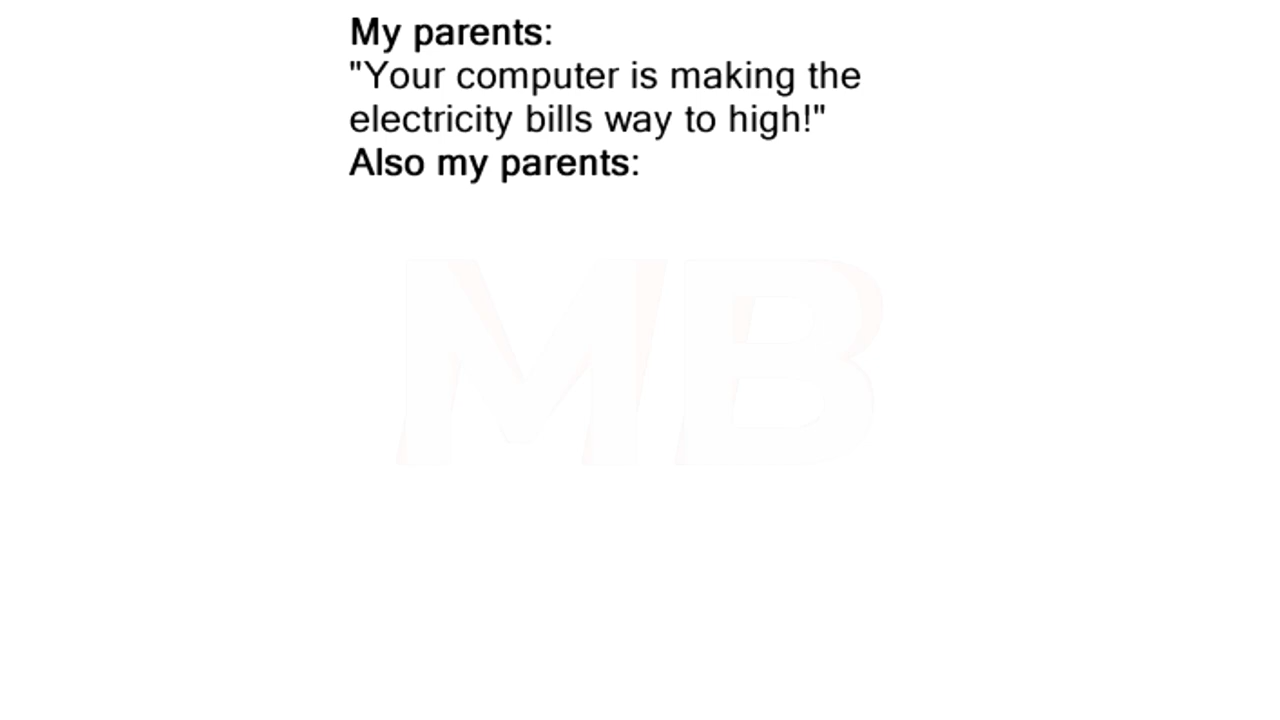 My parents:
"Your computer is making the
electricity bills way to high!"
Also my parents:
MB